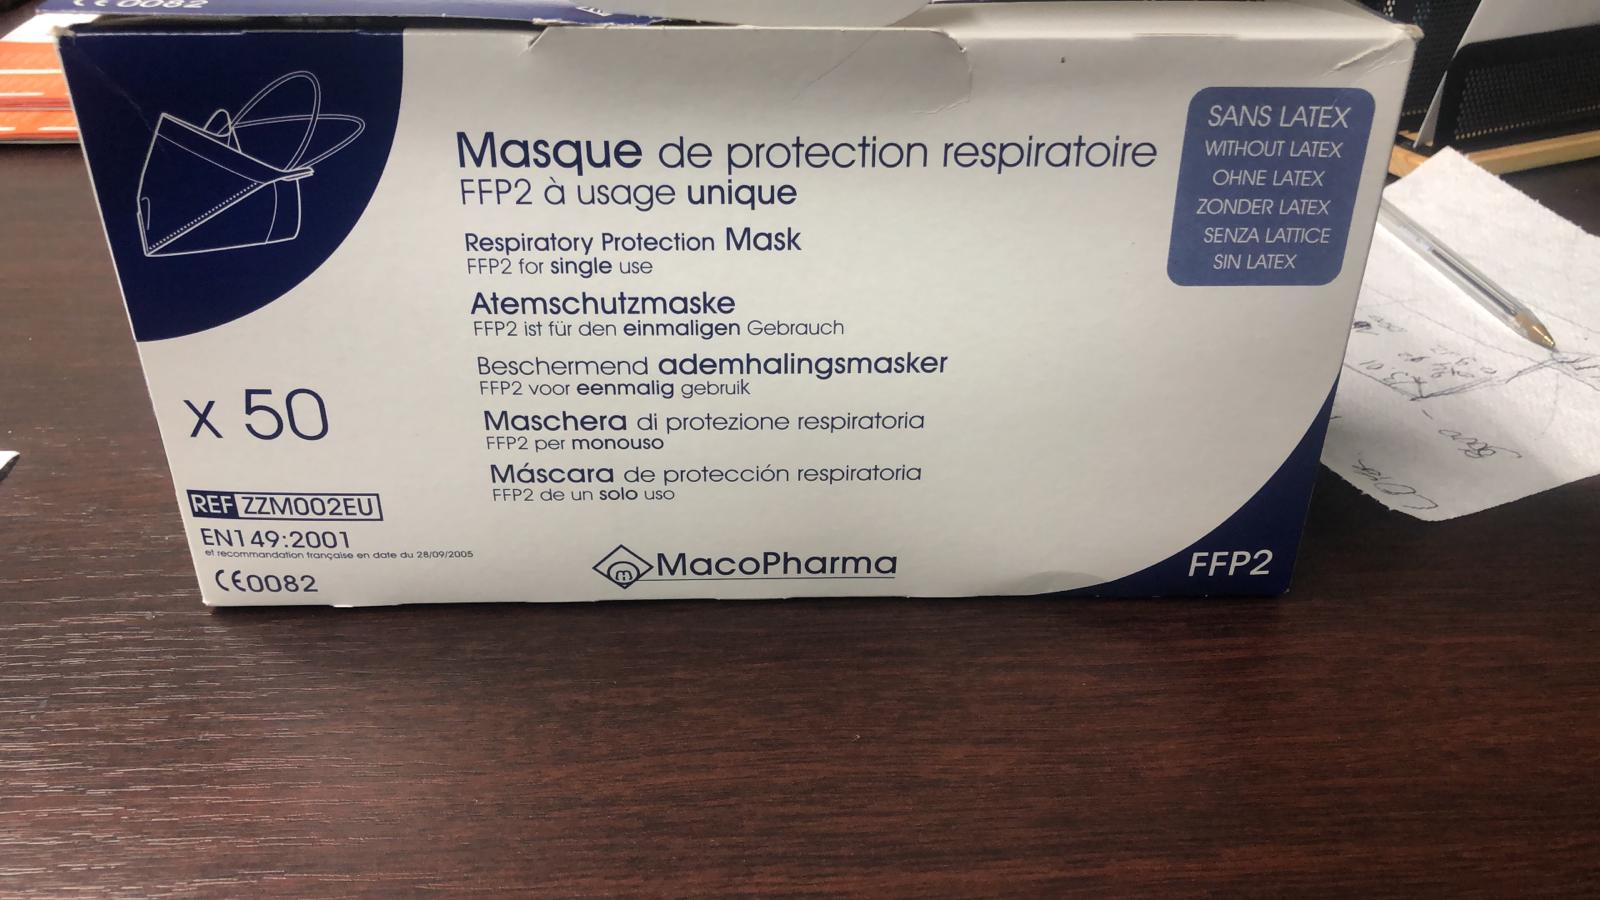 CE 0082
Masque de protection respiratoire
FFP2 à usage unique
Respiratory Protection Mask
FFP2 for single use
Atemschutzmaske
FFP2 ist für den einmaligen Gebrauch
Beschermend ademhalingsmasker
FFP2 voor eenmalig gebruik
Maschera di protezione respiratoria
FFP2 per monouso
Máscara de protección respiratoria
FFP2 de un solo uso
SANS LATEX
WITHOUT LATEX
OHNE LATEX
ZONDER LATEX
SENZA LATTICE
SIN LATEX
x 50
REF ZZM002EU
EN149:2001
et recommandation française en date du 28/09/2005
CE0082
m MacoPharma
FFP2